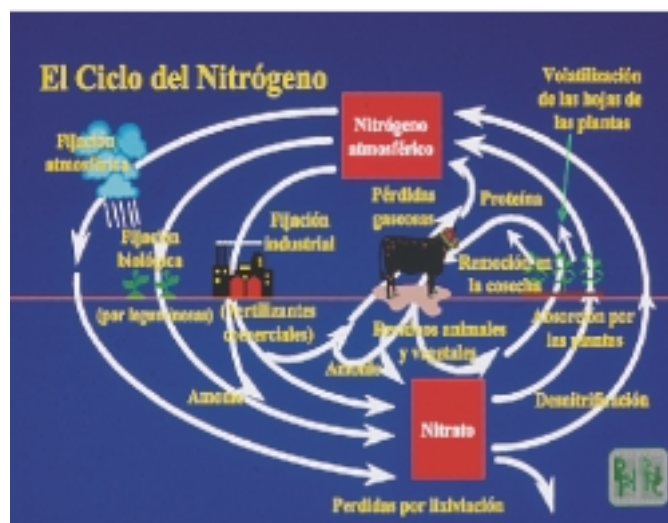 El Ciclo del Nitrógeno
Volatilización
de las hojas de
las plantas
Nitrógeno
atmosférico
Fijación
atmosférica
Pérdidas
gaseosas
Proteína
Fijación
industrial
Fijación
biológica
Remoción en
la cosecha
(por leguminosas)
(Fertilizantes
comerciales)
Residuos animales
y vegetales
Absorción por
las plantas
Amonio
Amonio
Desnitrificación
Nitrato
Perdidas por lixiviación